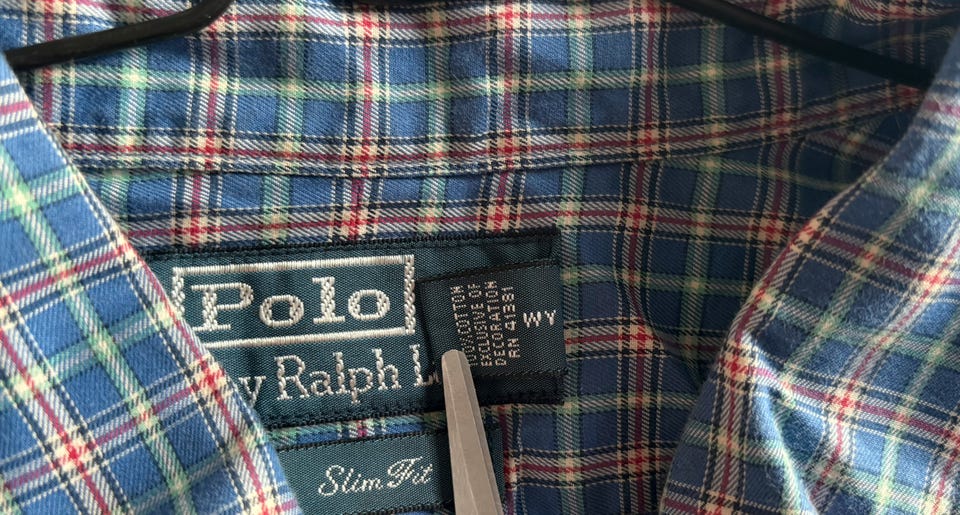 Polo
y Ralph L
%COTTON
EXCLUSIVE OF
DECORATION
RN 41381
WY
Slim Fit